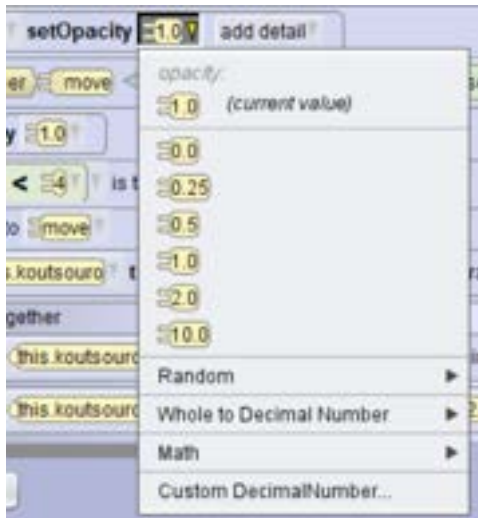 setOpacity 1.0 add detail
move <
opacity:
1.0 (current value)
1.0
0.0
< 4 is
0.25
to move
0.5
this.koutsouro
1.0
2.0
10.0
this.koutsouro
Random
this.koutsouro
Whole to Decimal Number
Math
Custom DecimalNumber...